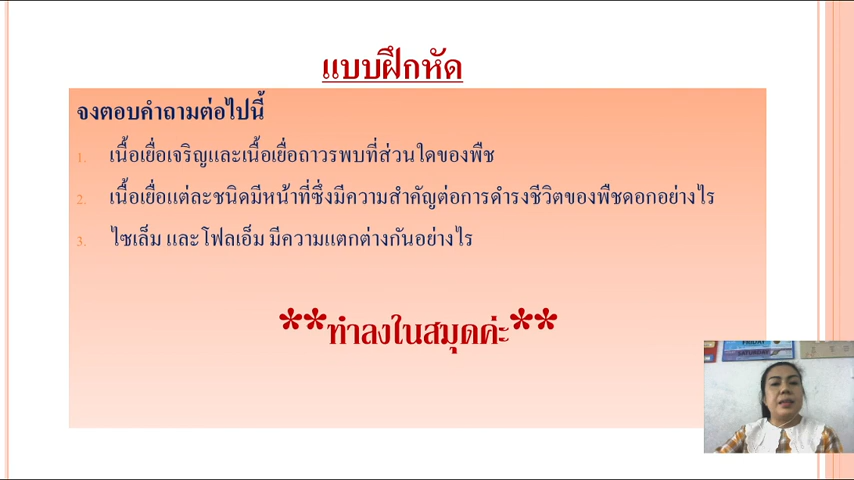 แบบฝึกหัด
จงตอบคำถามต่อไปนี้
1. เนื้อเยื่อเจริญและเนื้อเยื่อถาวรพบที่ส่วนใดของพืช
2. เนื้อเยื่อแต่ละชนิดมีหน้าที่ซึ่งมีความสำคัญต่อการดำรงชีวิตของพืชดอกอย่างไร
3. ไซเล็ม และโฟลเอ็ม มีความแตกต่างกันอย่างไร
**ทำลงในสมุดค่ะ**
FRIDAY
SATURDAY